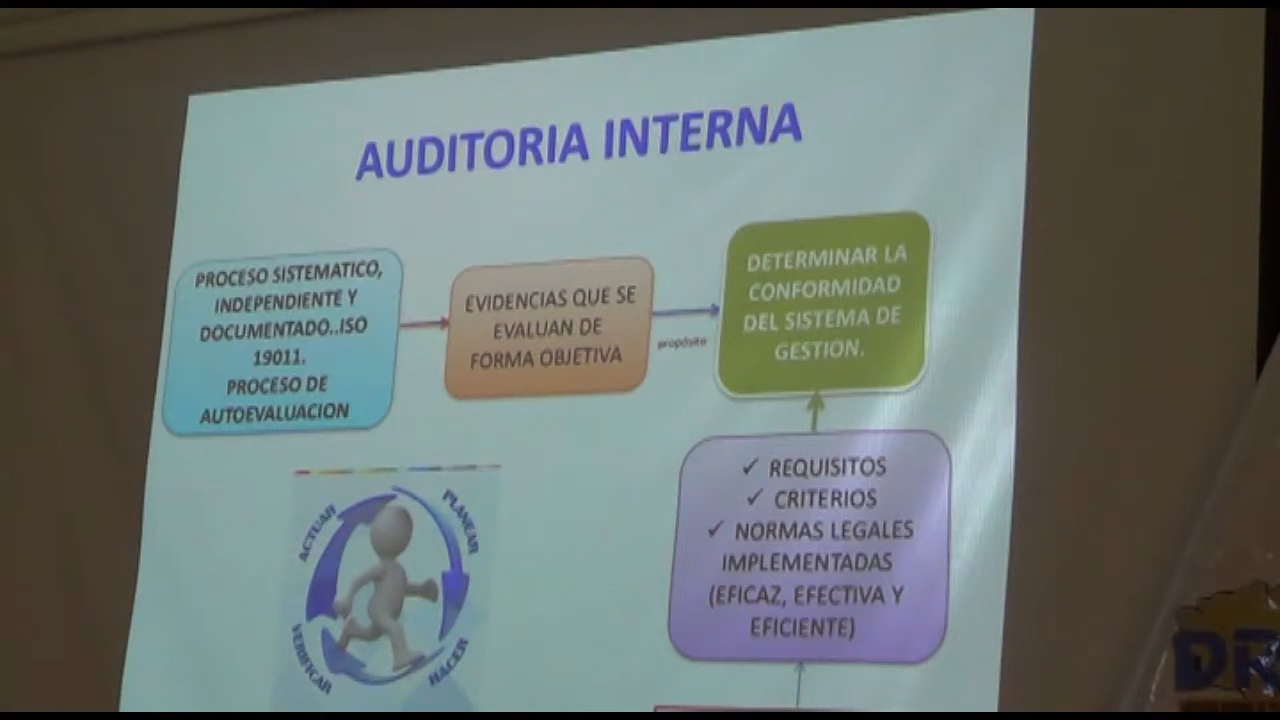 AUDITORIA INTERNA
PROCESO SISTEMATICO,
INDEPENDIENTE Y
DOCUMENTADO..ISO
19011.
PROCESO DE
AUTOEVALUACION
EVIDENCIAS QUE SE
EVALUAN DE
FORMA OBJETIVA
propósito
DETERMINAR LA
CONFORMIDAD
DEL SISTEMA DE
GESTION.
✓ REQUISITOS
✓ CRITERIOS
✓ NORMAS LEGALES
IMPLEMENTADAS
(EFICAZ, EFECTIVA Y
EFICIENTE)
ACTUAR
PLANEAR
VERIFICAR
HACER